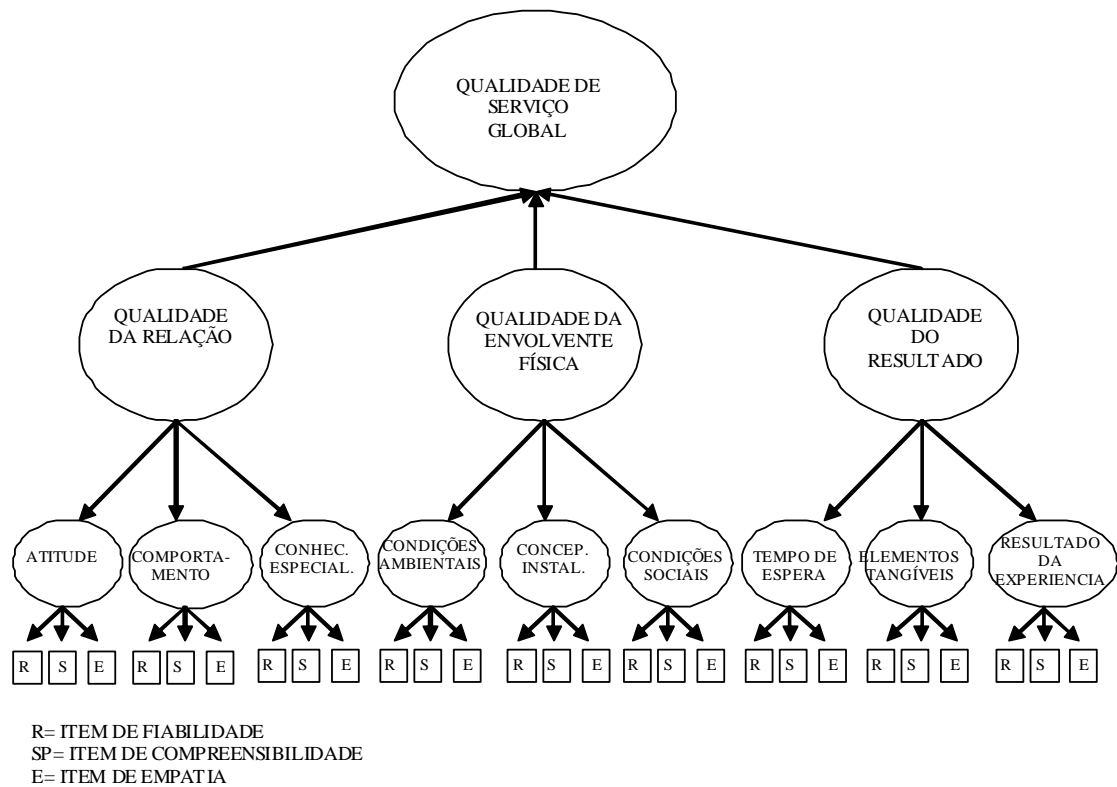 QUALIDADE DE
SERVIÇO
GLOBAL
QUALIDADE
DA RELAÇÃO
QUALIDADE DA
ENVOLVENTE
FÍSICA
QUALIDADE
DO
RESULTADO
ATITUDE
COMPORTA-
MENTO
CONHEC.
ESPECIAL.
CONDIÇÕES
AMBIENTAIS
CONCEP.
INSTAL.
CONDIÇÕES
SOCIAIS
TEMPO DE
ESPERA
ELEMENTOS
TANGÍVEIS
RESULTADO
DA
EXPERIENCIA
R S E R S E R S E R S E R S E R S E R S E R S E R S E
R= ITEM DE FIABILIDADE
SP= ITEM DE COMPREENSIBILIDADE
E= ITEM DE EMPATIA